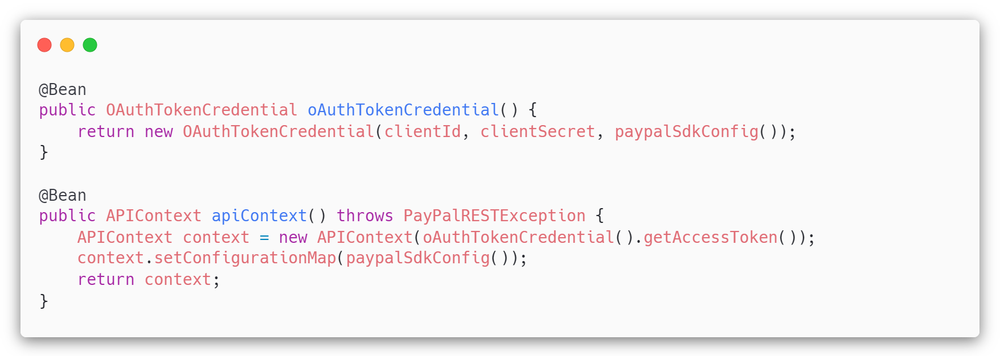 @Bean
public OAuthTokenCredential oAuthTokenCredential() {
    return new OAuthTokenCredential(clientId, clientSecret, paypalSdkConfig());
}

@Bean
public APIContext apiContext() throws PayPalRESTException {
    APIContext context = new APIContext(oAuthTokenCredential().getAccessToken());
    context.setConfigurationMap(paypalSdkConfig());
    return context;
}